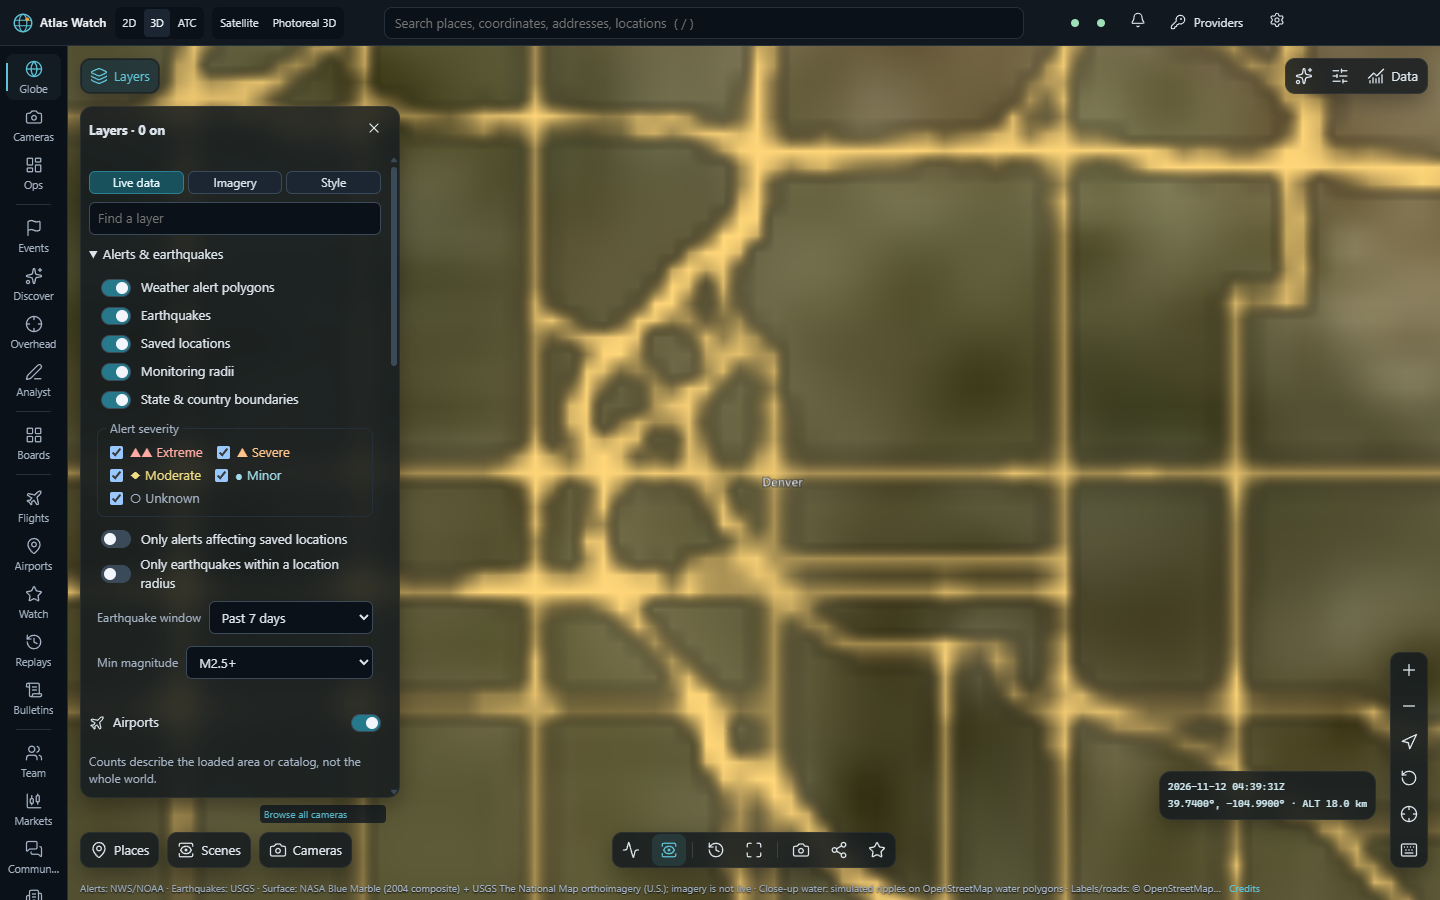 Atlas Watch
2D
3D
ATC
Satellite
Photoreal 3D
Search places, coordinates, addresses, locations ( / )
Providers
Globe
Cameras
Ops
Events
Discover
Overhead
Analyst
Boards
Flights
Airports
Watch
Replays
Bulletins
Team
Markets
Commun...
Layers
Layers · 0 on
Live data
Imagery
Style
Find a layer
▼ Alerts & earthquakes
Weather alert polygons
Earthquakes
Saved locations
Monitoring radii
State & country boundaries
Alert severity
Extreme
Severe
Moderate
Minor
Unknown
Only alerts affecting saved locations
Only earthquakes within a location
radius
Earthquake window
Past 7 days
Min magnitude
M2.5+
Airports
Counts describe the loaded area or catalog, not the
whole world.
Browse all cameras
Places
Scenes
Cameras
Denver
Data
2026-11-12 04:39:31Z
39.7400°, -104.9900° · ALT 18.0 km
Alerts: NWS/NOAA · Earthquakes: USGS · Surface: NASA Blue Marble (2004 composite) + USGS The National Map orthoimagery (U.S.); imagery is not live · Close-up water: simulated ripples on OpenStreetMap water polygons · Labels/roads: © OpenStreetMap... Credits